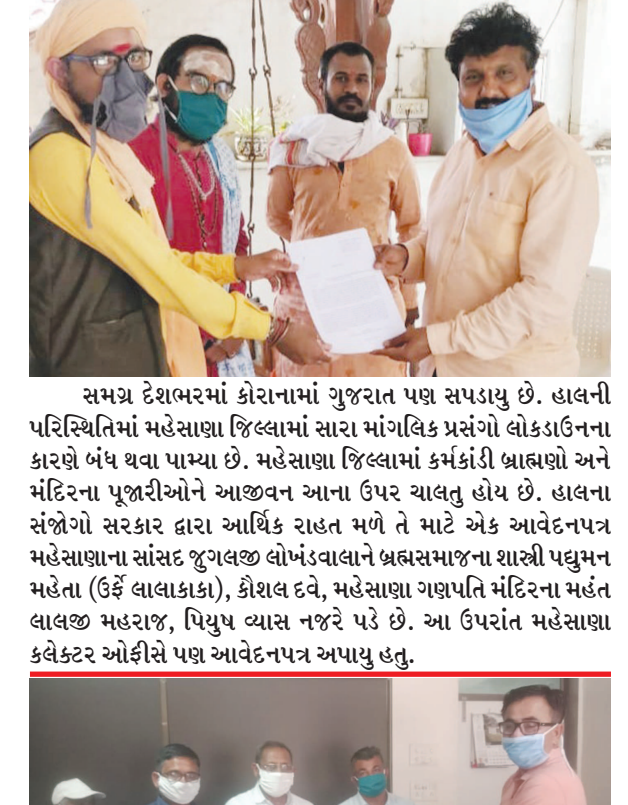 સમગ્ર દેશભરમાં કોરાનામાં ગુજરાત પણ સપડાયુ છે. હાલની
પરિસ્થિતિમાં મહેસાણા જિલ્લામાં સારા માંગલિક પ્રસંગો લોકડાઉનના
કારણે બંધ થવા પામ્યા છે. મહેસાણા જિલ્લામાં કર્મકાંડી બ્રાહ્મણો અને
મંદિરના પૂજારીઓને આજીવન આના ઉપર ચાલતુ હોય છે. હાલના
સંજોગો સરકાર દ્વારા આર્થિક રાહત મળે તે માટે એક આવેદનપત્ર
મહેસાણાના સાંસદ જુગલજી લોખંડવાલાને બ્રહ્મસમાજના શાસ્ત્રી પદ્યુમન
મહેતા (ઉર્ફે લાલાકાકા), કૌશલ દવે, મહેસાણા ગણપતિ મંદિરના મહંત
લાલજી મહરાજ, પિયુષ વ્યાસ નજરે પડે છે. આ ઉપરાંત મહેસાણા
કલેક્ટર ઓફીસે પણ આવેદનપત્ર અપાયુ હતુ.